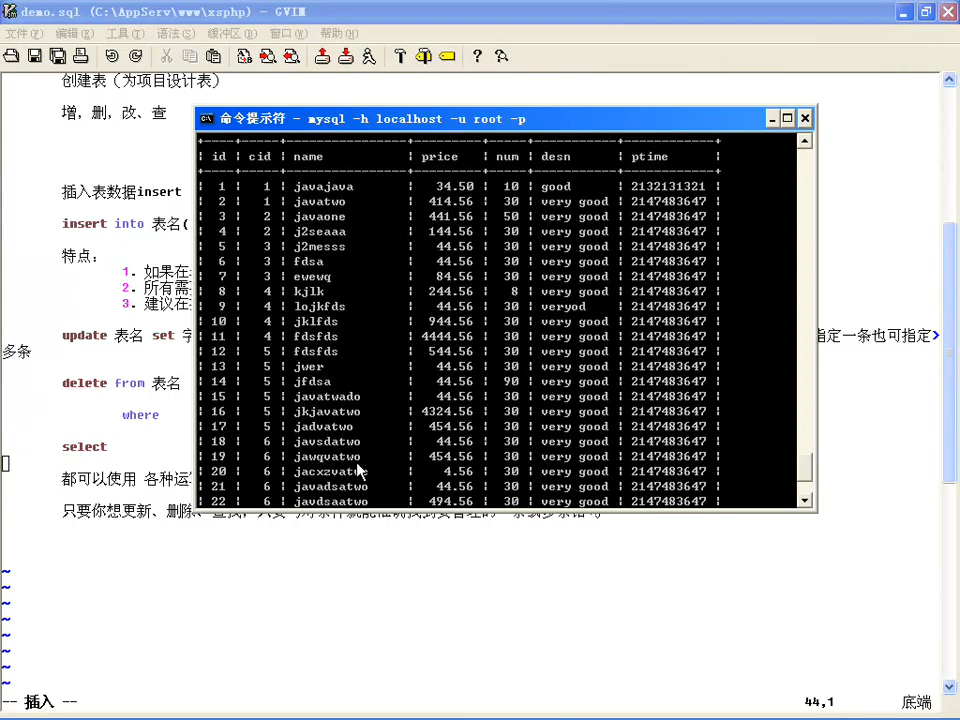 demo.sql (C:\AppServ\www\xsphp) - GVIM
文件(F) 编辑(E) 工具(T) 语法(S) 缓冲区(B) 窗口(W) 帮助(H)
创建表（为项目设计表）
增，删，改、查
命令提示符 - mysql -h localhost -u root -p
| id | cid | name | price | num | desn | ptime |
| 1 | 1 | javajava | 34.50 | 10 | good | 2132131321 |
| 2 | 1 | javatwo | 414.56 | 30 | very good | 2147483647 |
| 3 | 2 | javaone | 441.56 | 50 | very good | 2147483647 |
| 4 | 2 | j2seaaa | 144.56 | 30 | very good | 2147483647 |
| 5 | 3 | j2messs | 44.56 | 30 | very good | 2147483647 |
| 6 | 3 | fdsa | 44.56 | 30 | very good | 2147483647 |
| 7 | 3 | ewewq | 84.56 | 30 | very good | 2147483647 |
| 8 | 4 | kjlk | 244.56 | 8 | very good | 2147483647 |
| 9 | 4 | lojkfds | 44.56 | 30 | veryod | 2147483647 |
| 10 | 4 | jklfds | 944.56 | 30 | very good | 2147483647 |
| 11 | 4 | fdsfds | 4444.56 | 30 | very good | 2147483647 |
| 12 | 5 | fdsfds | 544.56 | 30 | very good | 2147483647 |
| 13 | 5 | jwer | 44.56 | 30 | very good | 2147483647 |
| 14 | 5 | jfdsa | 44.56 | 90 | very good | 2147483647 |
| 15 | 5 | javatwado | 44.56 | 30 | very good | 2147483647 |
| 16 | 5 | jkjavatwo | 4324.56 | 30 | very good | 2147483647 |
| 17 | 5 | jadvatwo | 454.56 | 30 | very good | 2147483647 |
| 18 | 6 | javsdatwo | 44.56 | 30 | very good | 2147483647 |
| 19 | 6 | jawqvatwo | 454.56 | 30 | very good | 2147483647 |
| 20 | 6 | jacxzvatwo | 4.56 | 30 | very good | 2147483647 |
| 21 | 6 | javadsatwo | 44.56 | 30 | very good | 2147483647 |
| 22 | 6 | javdsaatwo | 494.56 | 30 | very good | 2147483647 |
插入表数据insert
insert into 表名(
特点：
1. 如果在
2. 所有需
3. 建议在
update 表名 set 字 指定一条也可指定>
多条
delete from 表名
where
select
都可以使用 各种运
只要你想更新、删除、查找，
~
~
~
~
~
~
~
~
-- 插入 --
44,1
底端